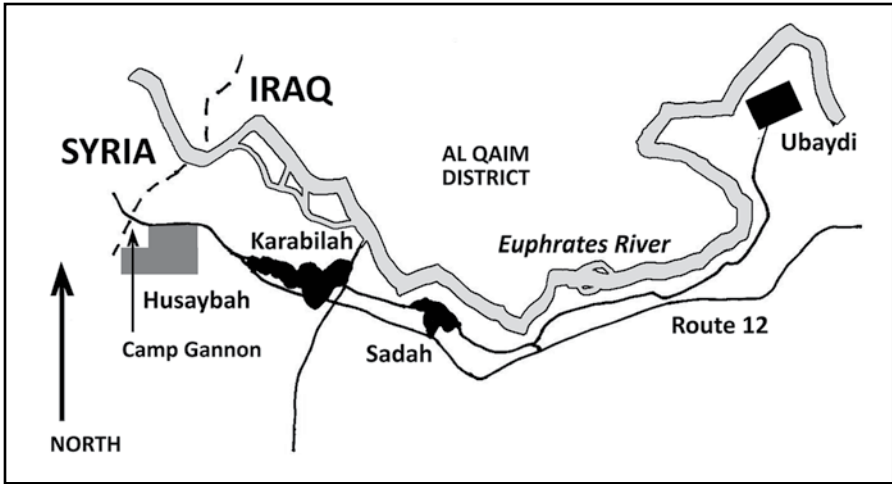 IRAQ
SYRIA
AL QAIM
DISTRICT
Ubaydi
Karabilah
Euphrates River
Husaybah
Route 12
Camp Gannon
Sadah
NORTH